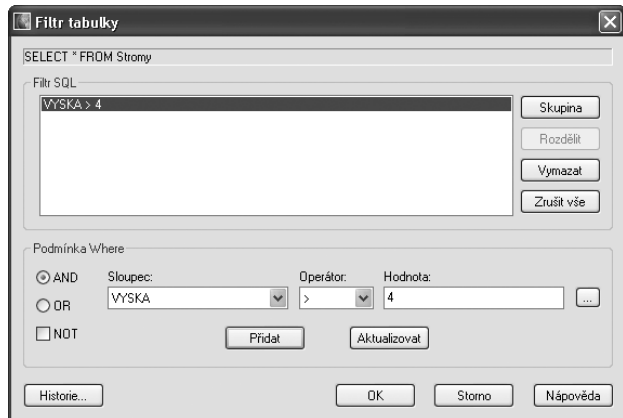 Filtr tabulky
SELECT * FROM Stromy
Filtr SQL
VYSKA > 4
Skupina
Rozdělit
Vymazat
Zrušit vše
Podmínka Where
AND
OR
NOT
Sloupec:
Operátor:
Hodnota:
VYSKA
>
4
...
Přidat
Aktualizovat
Historie...
OK
Storno
Nápověda